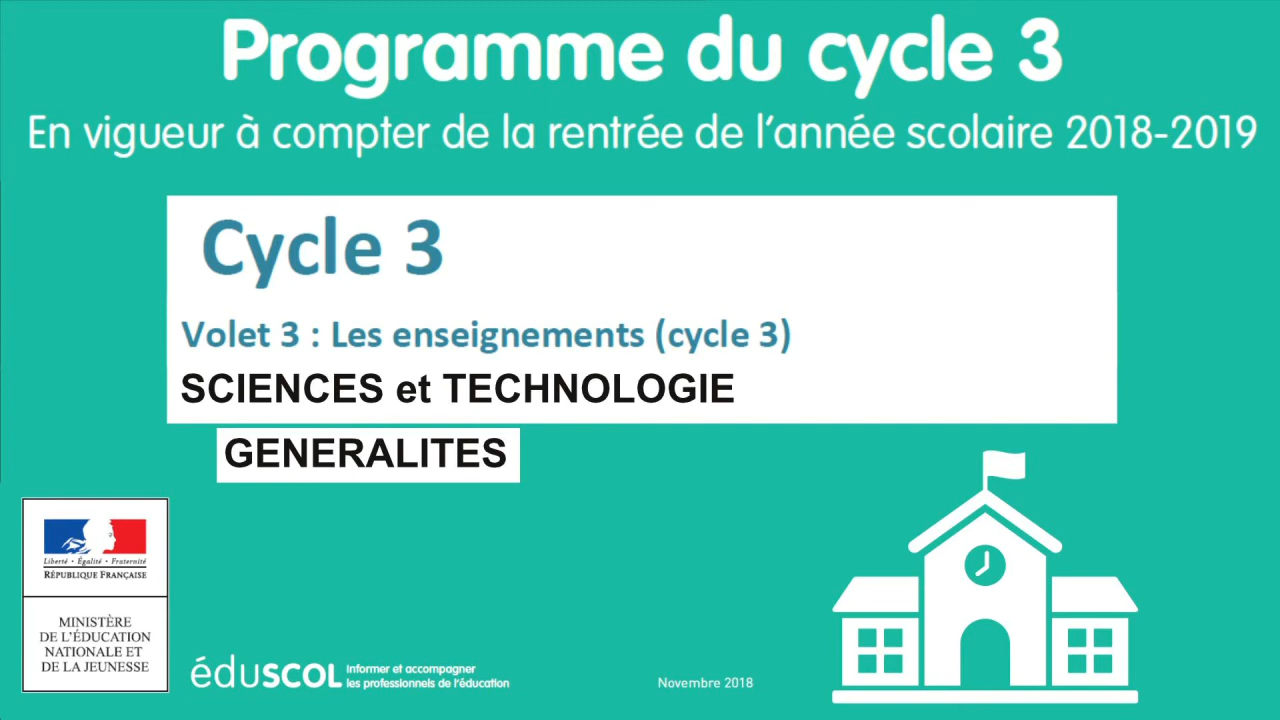 Programme du cycle 3
En vigueur à compter de la rentrée de l'année scolaire 2018-2019
Cycle 3
Volet 3 : Les enseignements (cycle 3)
SCIENCES et TECHNOLOGIE
GENERALITES
Liberté • Égalité • Fraternité
RÉPUBLIQUE FRANÇAISE
MINISTÈRE
DE L'ÉDUCATION
NATIONALE ET
DE LA JEUNESSE
éduSCOL
Informer et accompagner
les professionnels de l'éducation
Novembre 2018